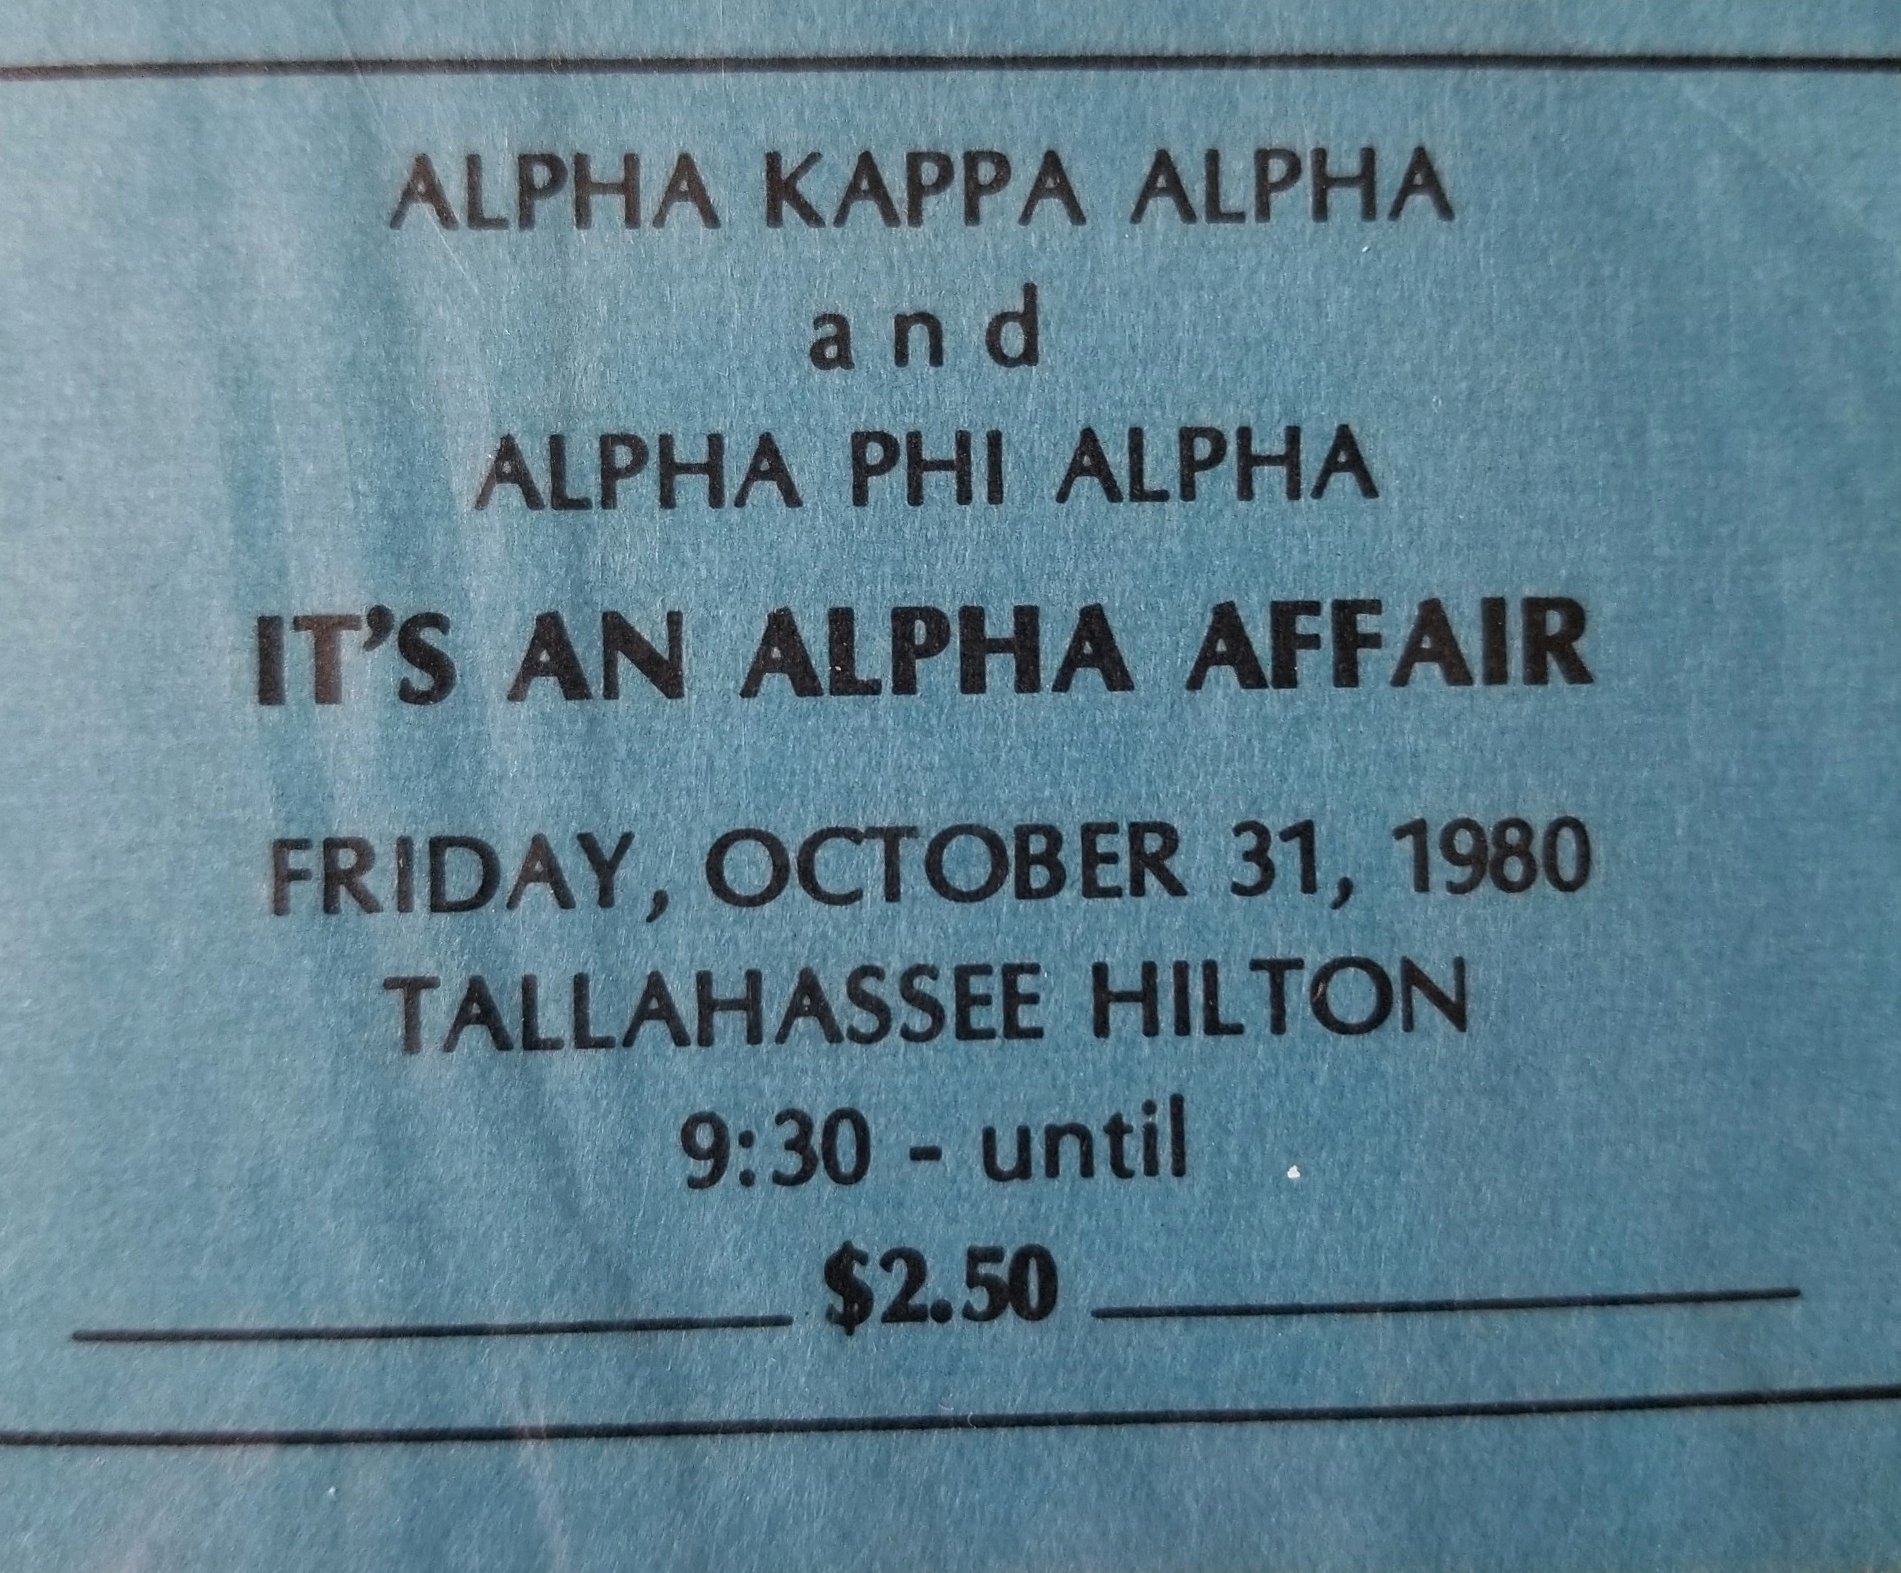 ALPHA KAPPA ALPHA
and
ALPHA PHI ALPHA
IT'S AN ALPHA AFFAIR
FRIDAY, OCTOBER 31, 1980
TALLAHASSEE HILTON
9:30 - until
$2.50